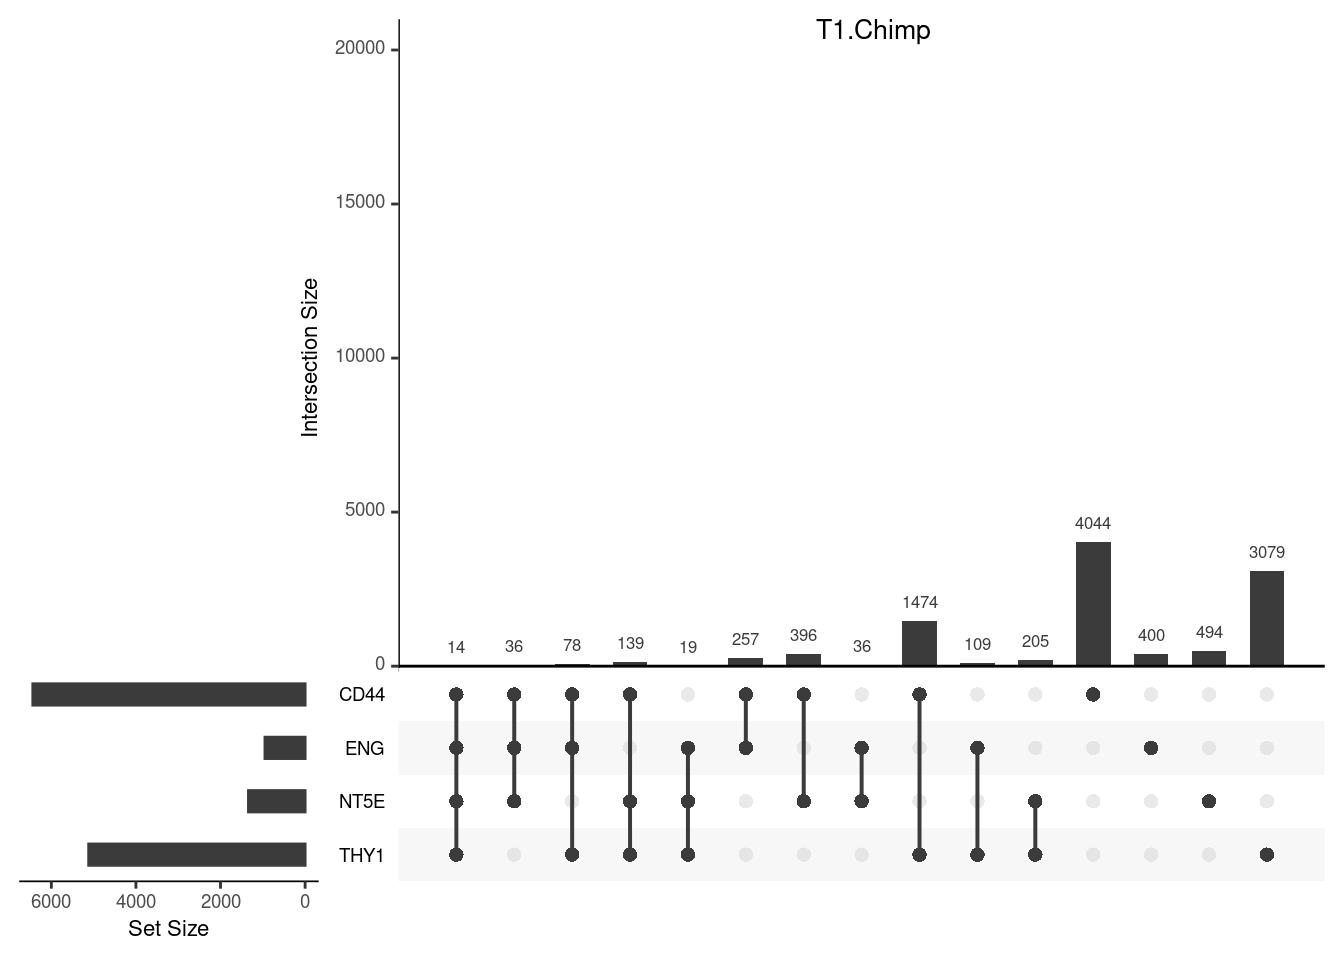 T1.Chimp
20000
15000
10000
5000
0
Intersection Size
14 36 78 139 19 257 396 36 1474 109 205 4044 400 494 3079
CD44
ENG
NT5E
THY1
6000 4000 2000 0
Set Size